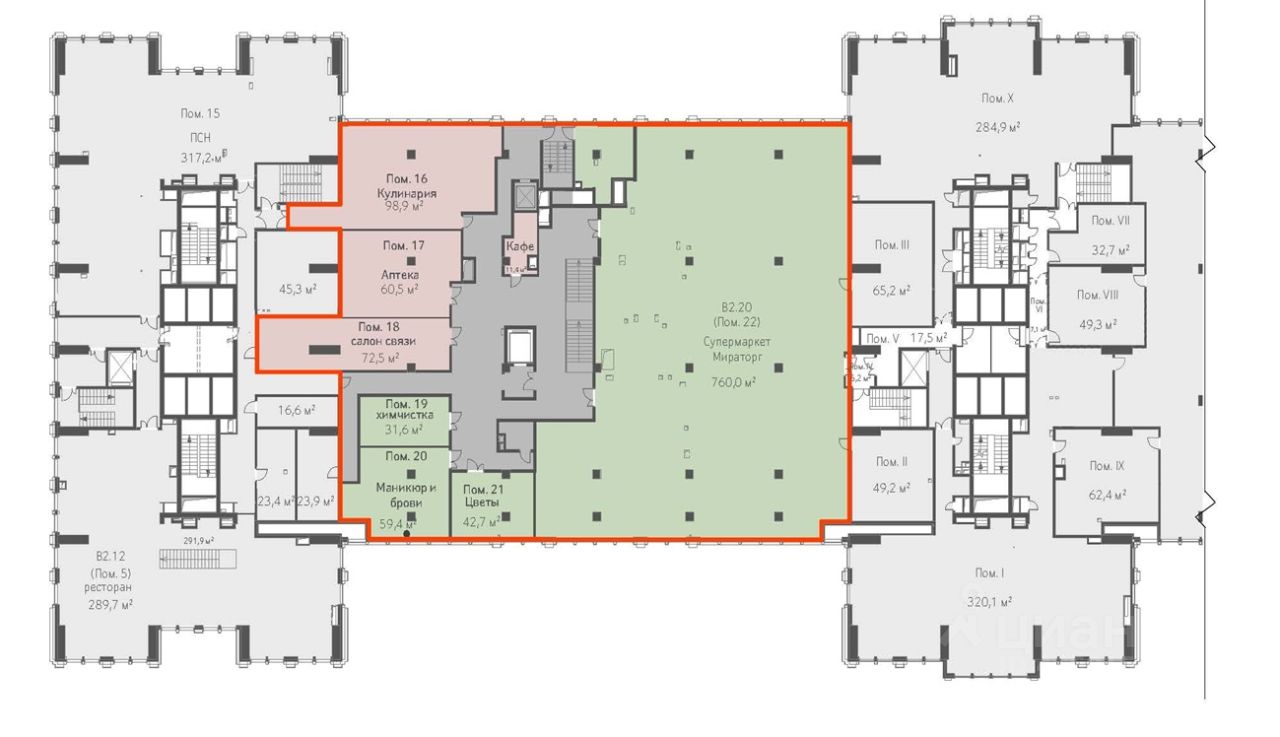 Пом. 15
ПСН
317,2 м²
Пом. X
284,9 м²
Пом. 16
Кулинария
98,9 м²
Кафе
11,4 м²
Пом. 17
Аптека
60,5 м²
45,3 м²
Пом. 18
салон связи
72,5 м²
В2.20
(Пом. 22)
Супермаркет
Мираторг
760,0 м²
Пом. III
65,2 м²
Пом. VII
32,7 м²
Пом. VIII
49,3 м²
Пом.
VI
Пом. V 17,5 м²
16,6 м²
Пом. 19
химчистка
31,6 м²
Пом. 20
Маникюр и
брови
59,4 м²
Пом. 21
Цветы
42,7 м²
23,4 м²
23,9 м²
Пом. II
49,2 м²
Пом. IX
62,4 м²
291,9 м²
В2.12
(Пом. 5)
ресторан
289,7 м²
Пом. I
320,1 м²
циан